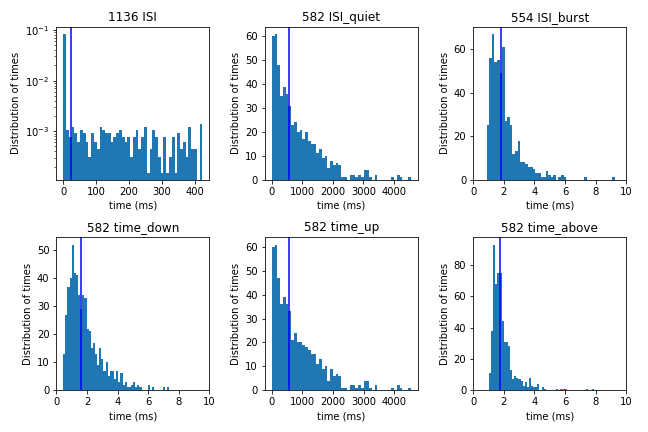 1136 ISI
582 ISI_quiet
554 ISI_burst
Distribution of times
10⁻¹
10⁻²
10⁻³
0 100 200 300 400
time (ms)
Distribution of times
60
50
40
30
20
10
0
0 1000 2000 3000 4000
time (ms)
Distribution of times
60
40
20
0
0 2 4 6 8 10
time (ms)
582 time_down
582 time_up
582 time_above
Distribution of times
50
40
30
20
10
0
0 2 4 6 8 10
time (ms)
Distribution of times
60
50
40
30
20
10
0
0 1000 2000 3000 4000
time (ms)
Distribution of times
80
60
40
20
0
0 2 4 6 8 10
time (ms)